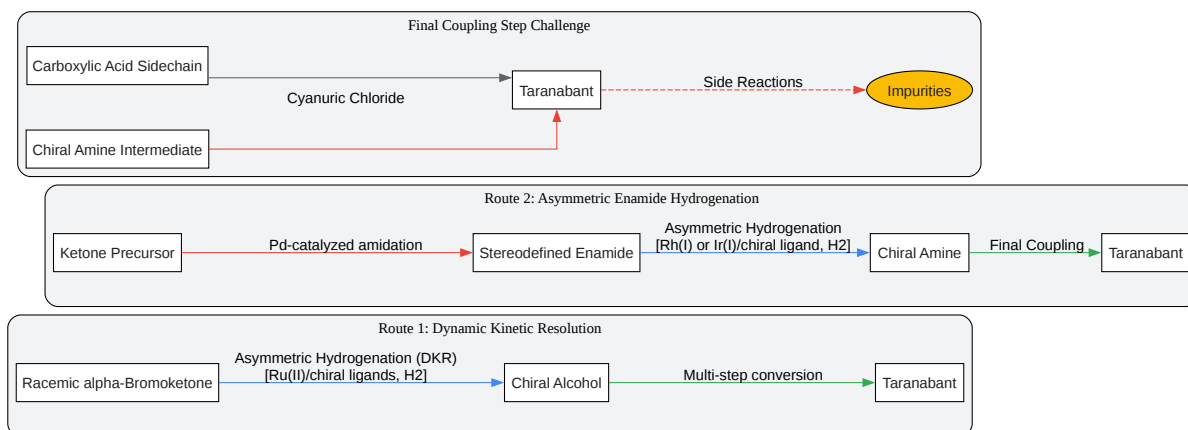 Final Coupling Step Challenge
Carboxylic Acid Sidechain
Cyanuric Chloride
Chiral Amine Intermediate
Taranabant
Side Reactions
Impurities
Route 2: Asymmetric Enamide Hydrogenation
Ketone Precursor
Pd-catalyzed amidation
Stereodefined Enamide
Asymmetric Hydrogenation
[Rh(I) or Ir(I)/chiral ligand, H2]
Chiral Amine
Final Coupling
Taranabant
Route 1: Dynamic Kinetic Resolution
Racemic alpha-Bromoketone
Asymmetric Hydrogenation (DKR)
[Ru(II)/chiral ligands, H2]
Chiral Alcohol
Multi-step conversion
Taranabant